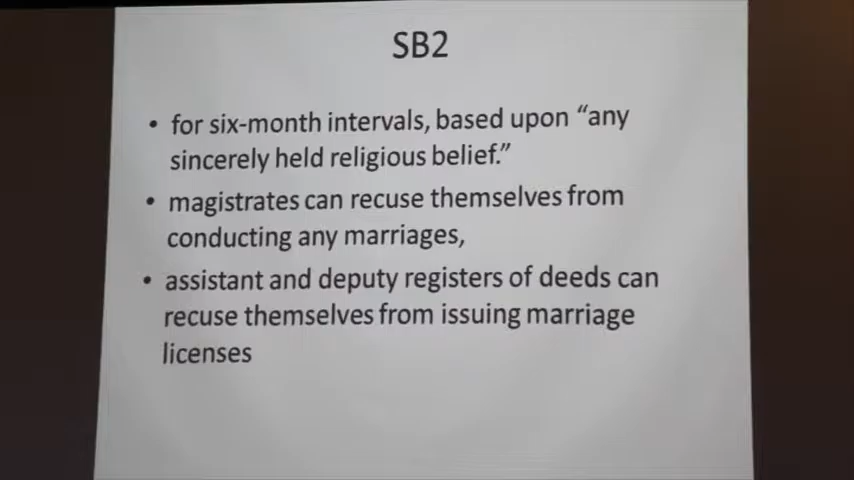 SB2
• for six-month intervals, based upon “any
sincerely held religious belief.”
• magistrates can recuse themselves from
conducting any marriages,
• assistant and deputy registers of deeds can
recuse themselves from issuing marriage
licenses